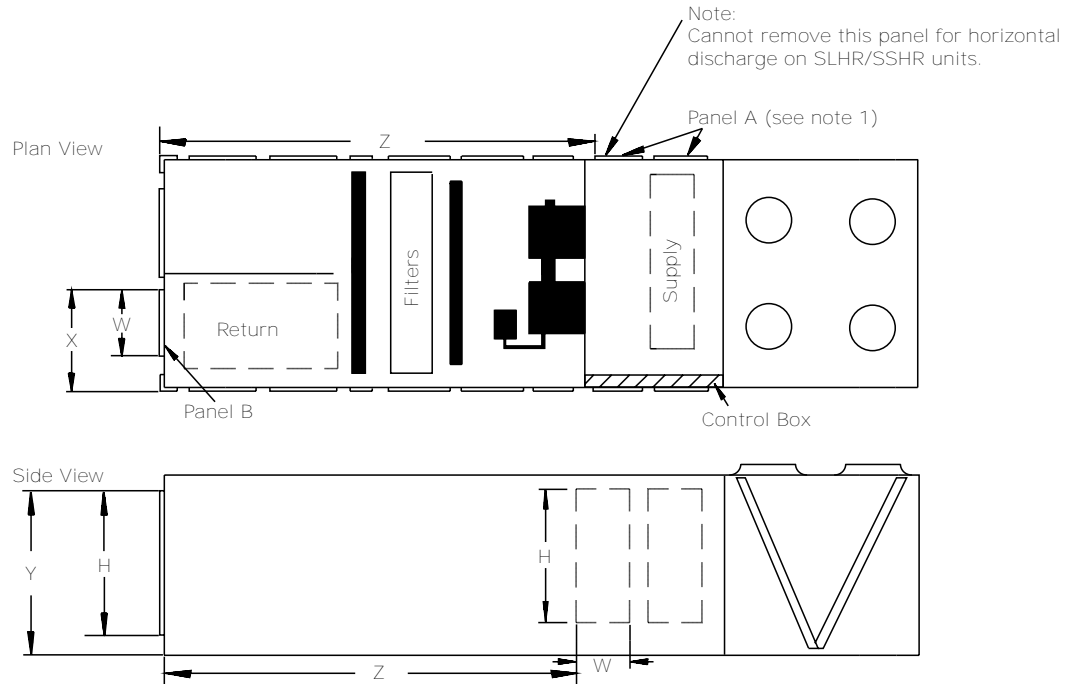 Note:
Cannot remove this panel for horizontal
discharge on SLHR/SSHR units.
Panel A (see note 1)
Z
Plan View
Filters
Supply
Return
X
W
Panel B
Control Box
Side View
Y
H
H
Z
W